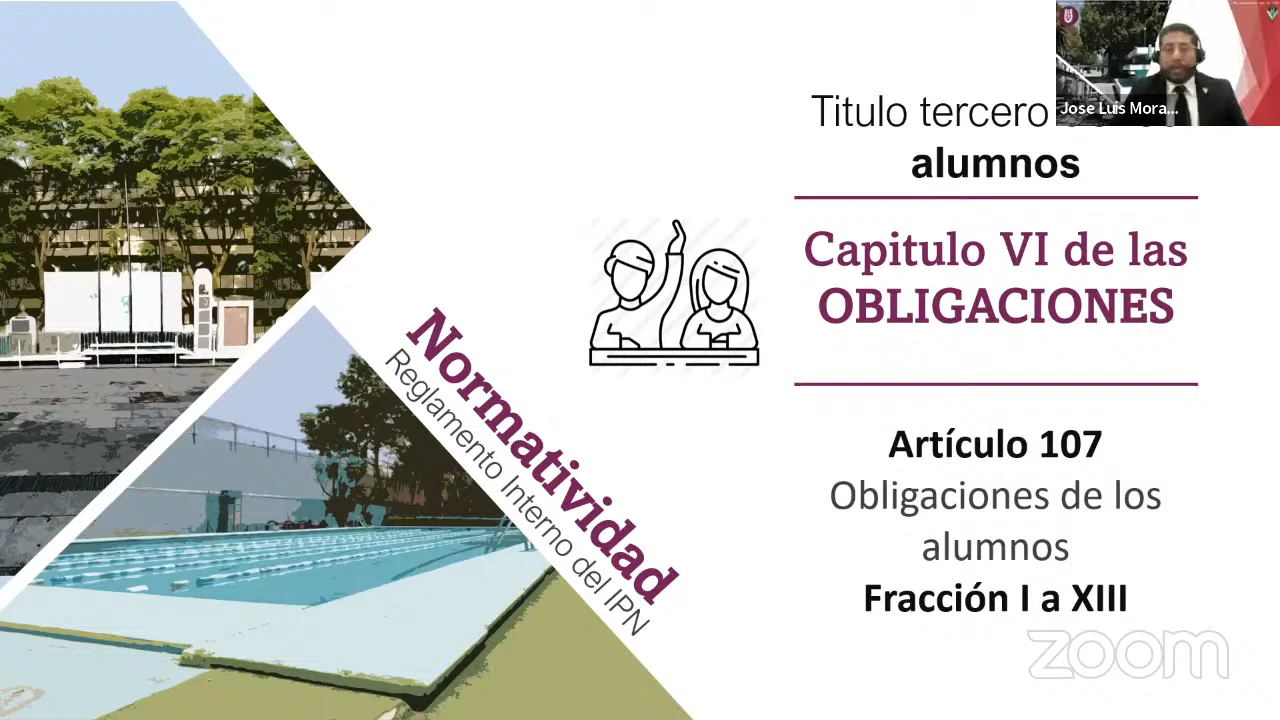 Jose Luis Mora...
Titulo tercero
alumnos
Capitulo VI de las
OBLIGACIONES
Normatividad
Reglamento Interno del IPN
Artículo 107
Obligaciones de los
alumnos
Fracción I a XIII
zoom